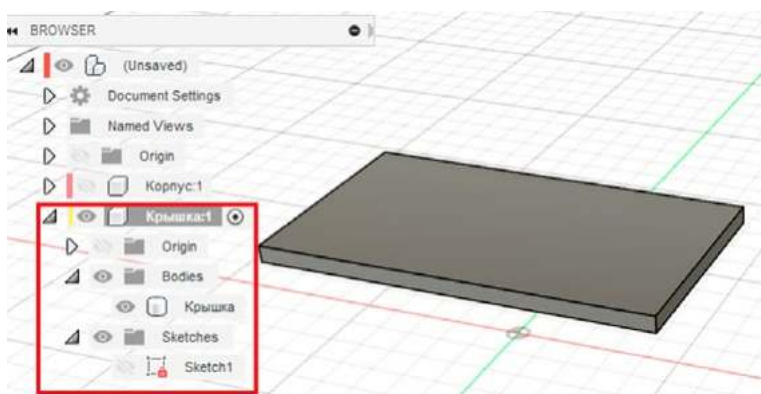 BROWSER
(Unsaved)
Document Settings
Named Views
Origin
Корпус:1
Крышка:1
Origin
Bodies
Крышка
Sketches
Sketch1